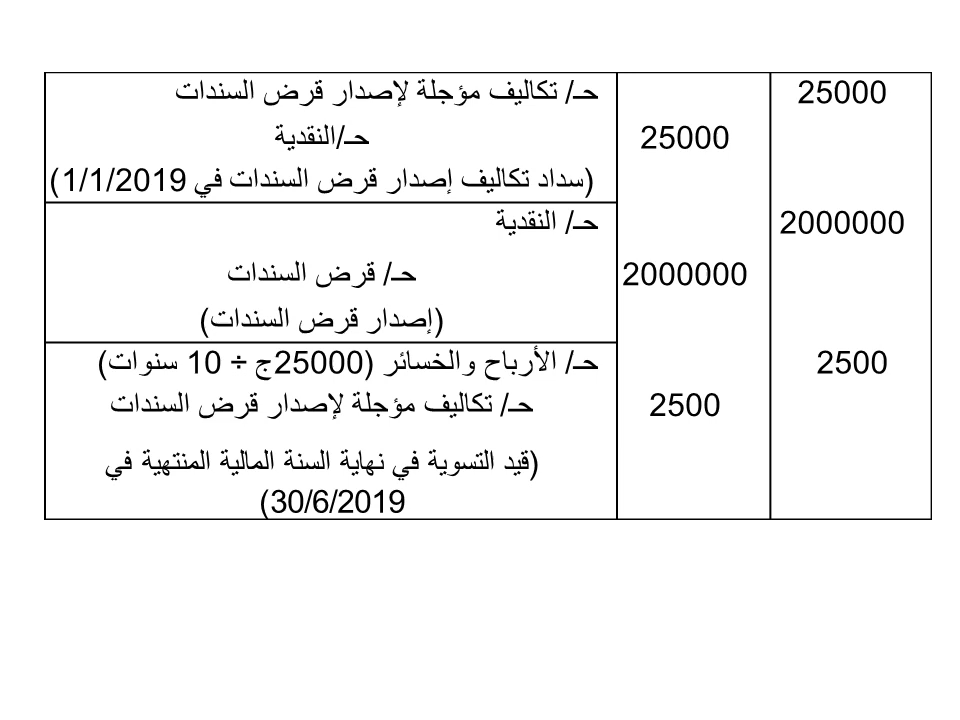 25000 حـ/ تكاليف مؤجلة لإصدار قرض السندات
25000 حـ/النقدية
(سداد تكاليف إصدار قرض السندات في 1/1/2019)
2000000 حـ/ النقدية
2000000 حـ/ قرض السندات
(إصدار قرض السندات)
2500 حـ/ الأرباح والخسائر (25000ج ÷ 10 سنوات)
2500 حـ/ تكاليف مؤجلة لإصدار قرض السندات
(قيد التسوية في نهاية السنة المالية المنتهية في
30/6/2019)